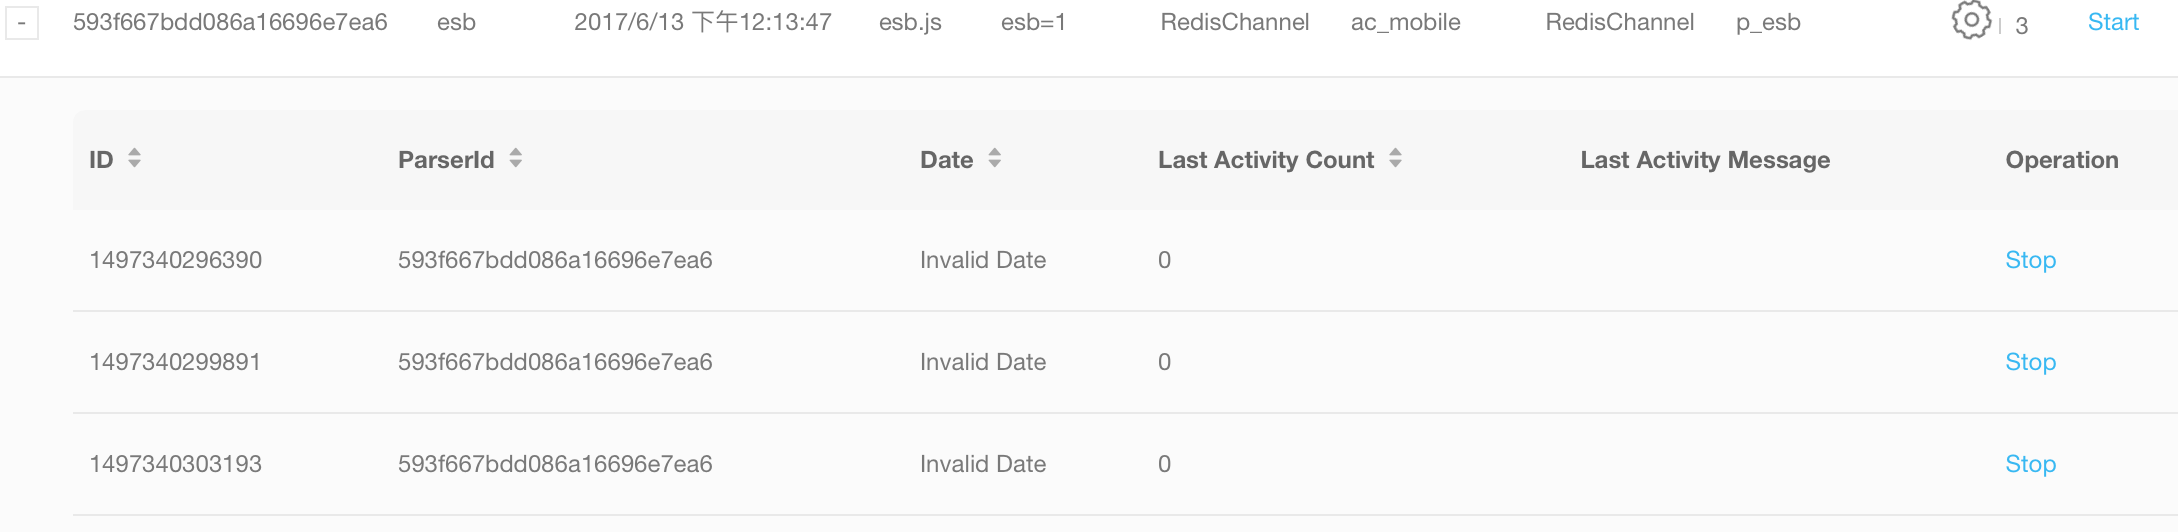 - 593f667bdd086a16696e7ea6 esb 2017/6/13 下午12:13:47 esb.js esb=1 RedisChannel ac_mobile RedisChannel p_esb 3 Start
ID ParserId Date Last Activity Count Last Activity Message Operation
1497340296390 593f667bdd086a16696e7ea6 Invalid Date 0 Stop
1497340299891 593f667bdd086a16696e7ea6 Invalid Date 0 Stop
1497340303193 593f667bdd086a16696e7ea6 Invalid Date 0 Stop